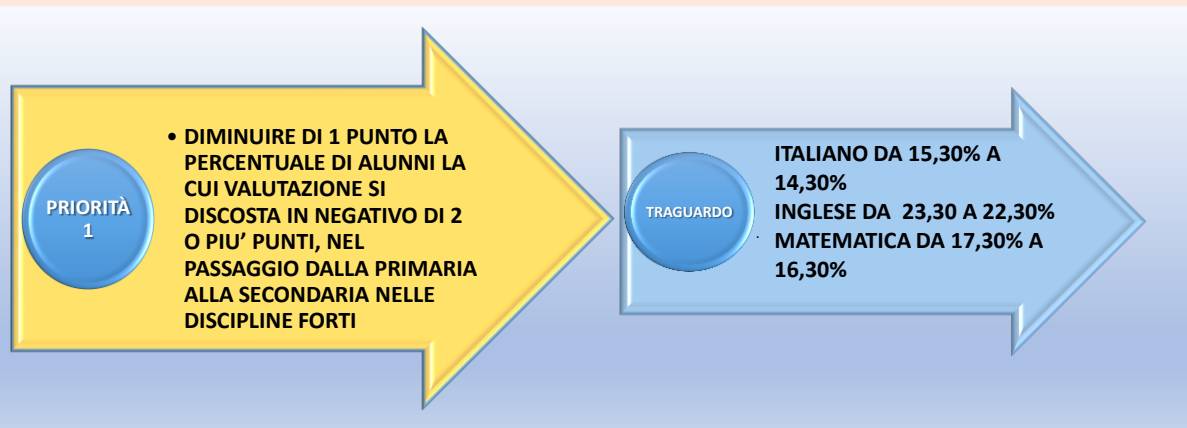 PRIORITÀ
1
• DIMINUIRE DI 1 PUNTO LA
PERCENTUALE DI ALUNNI LA
CUI VALUTAZIONE SI
DISCOSTA IN NEGATIVO DI 2
O PIU’ PUNTI, NEL
PASSAGGIO DALLA PRIMARIA
ALLA SECONDARIA NELLE
DISCIPLINE FORTI
TRAGUARDO
.
ITALIANO DA 15,30% A
14,30%
INGLESE DA 23,30 A 22,30%
MATEMATICA DA 17,30% A
16,30%